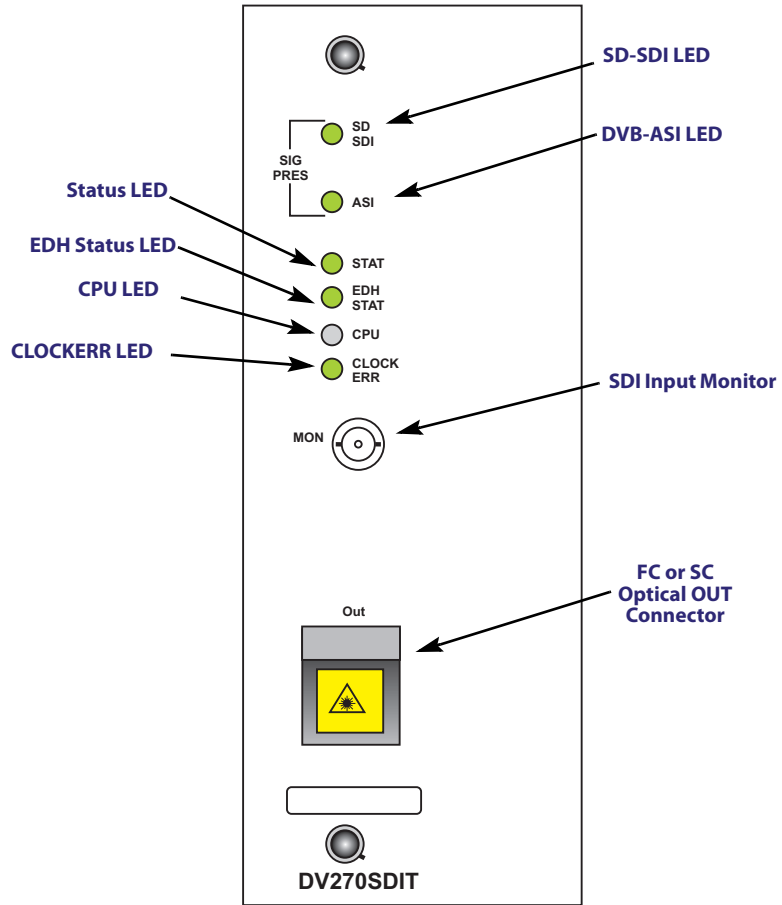 SD-SDI LED
SD
SDI
DVB-ASI LED
SIG
PRES
ASI
Status LED
STAT
EDH Status LED
EDH
STAT
CPU LED
CPU
CLOCKERR LED
CLOCK
ERR
SDI Input Monitor
MON
FC or SC
Optical OUT
Connector
Out
DV270SDIT